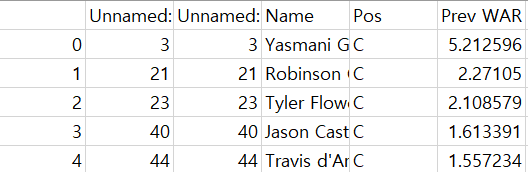 Unnamed: Unnamed: Name Pos Prev WAR
0 3 3 Yasmani G C 5.212596
1 21 21 Robinson C 2.27105
2 23 23 Tyler Flow C 2.108579
3 40 40 Jason Cast C 1.613391
4 44 44 Travis d'Ar C 1.557234